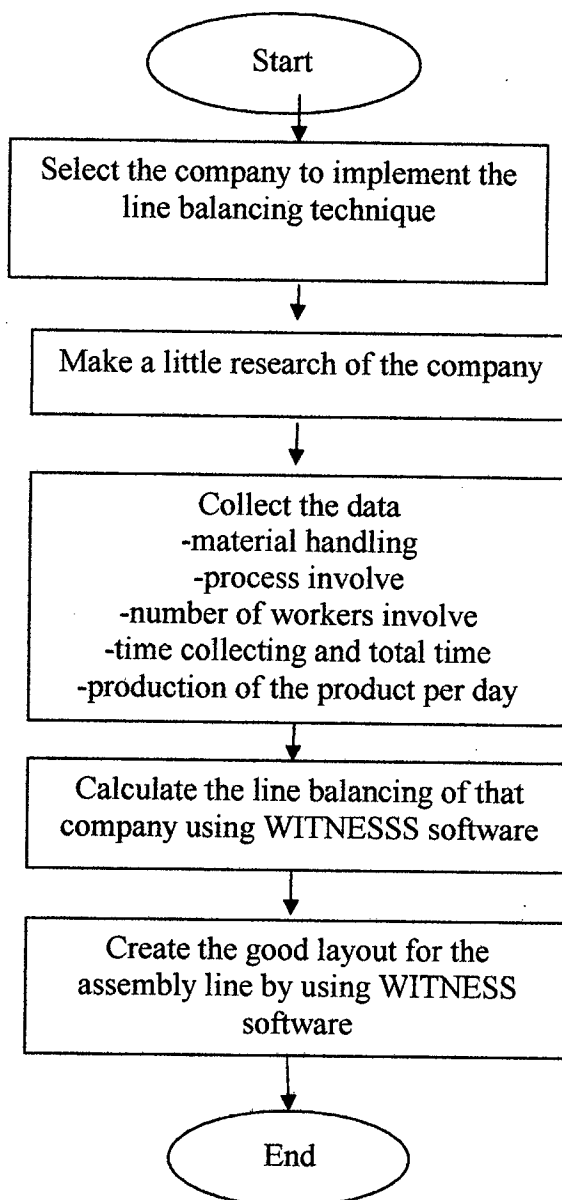 Start
Select the company to implement the
line balancing technique
Make a little research of the company
Collect the data
-material handling
-process involve
-number of workers involve
-time collecting and total time
-production of the product per day
Calculate the line balancing of that
company using WITNESSS software
Create the good layout for the
assembly line by using WITNESS
software
End